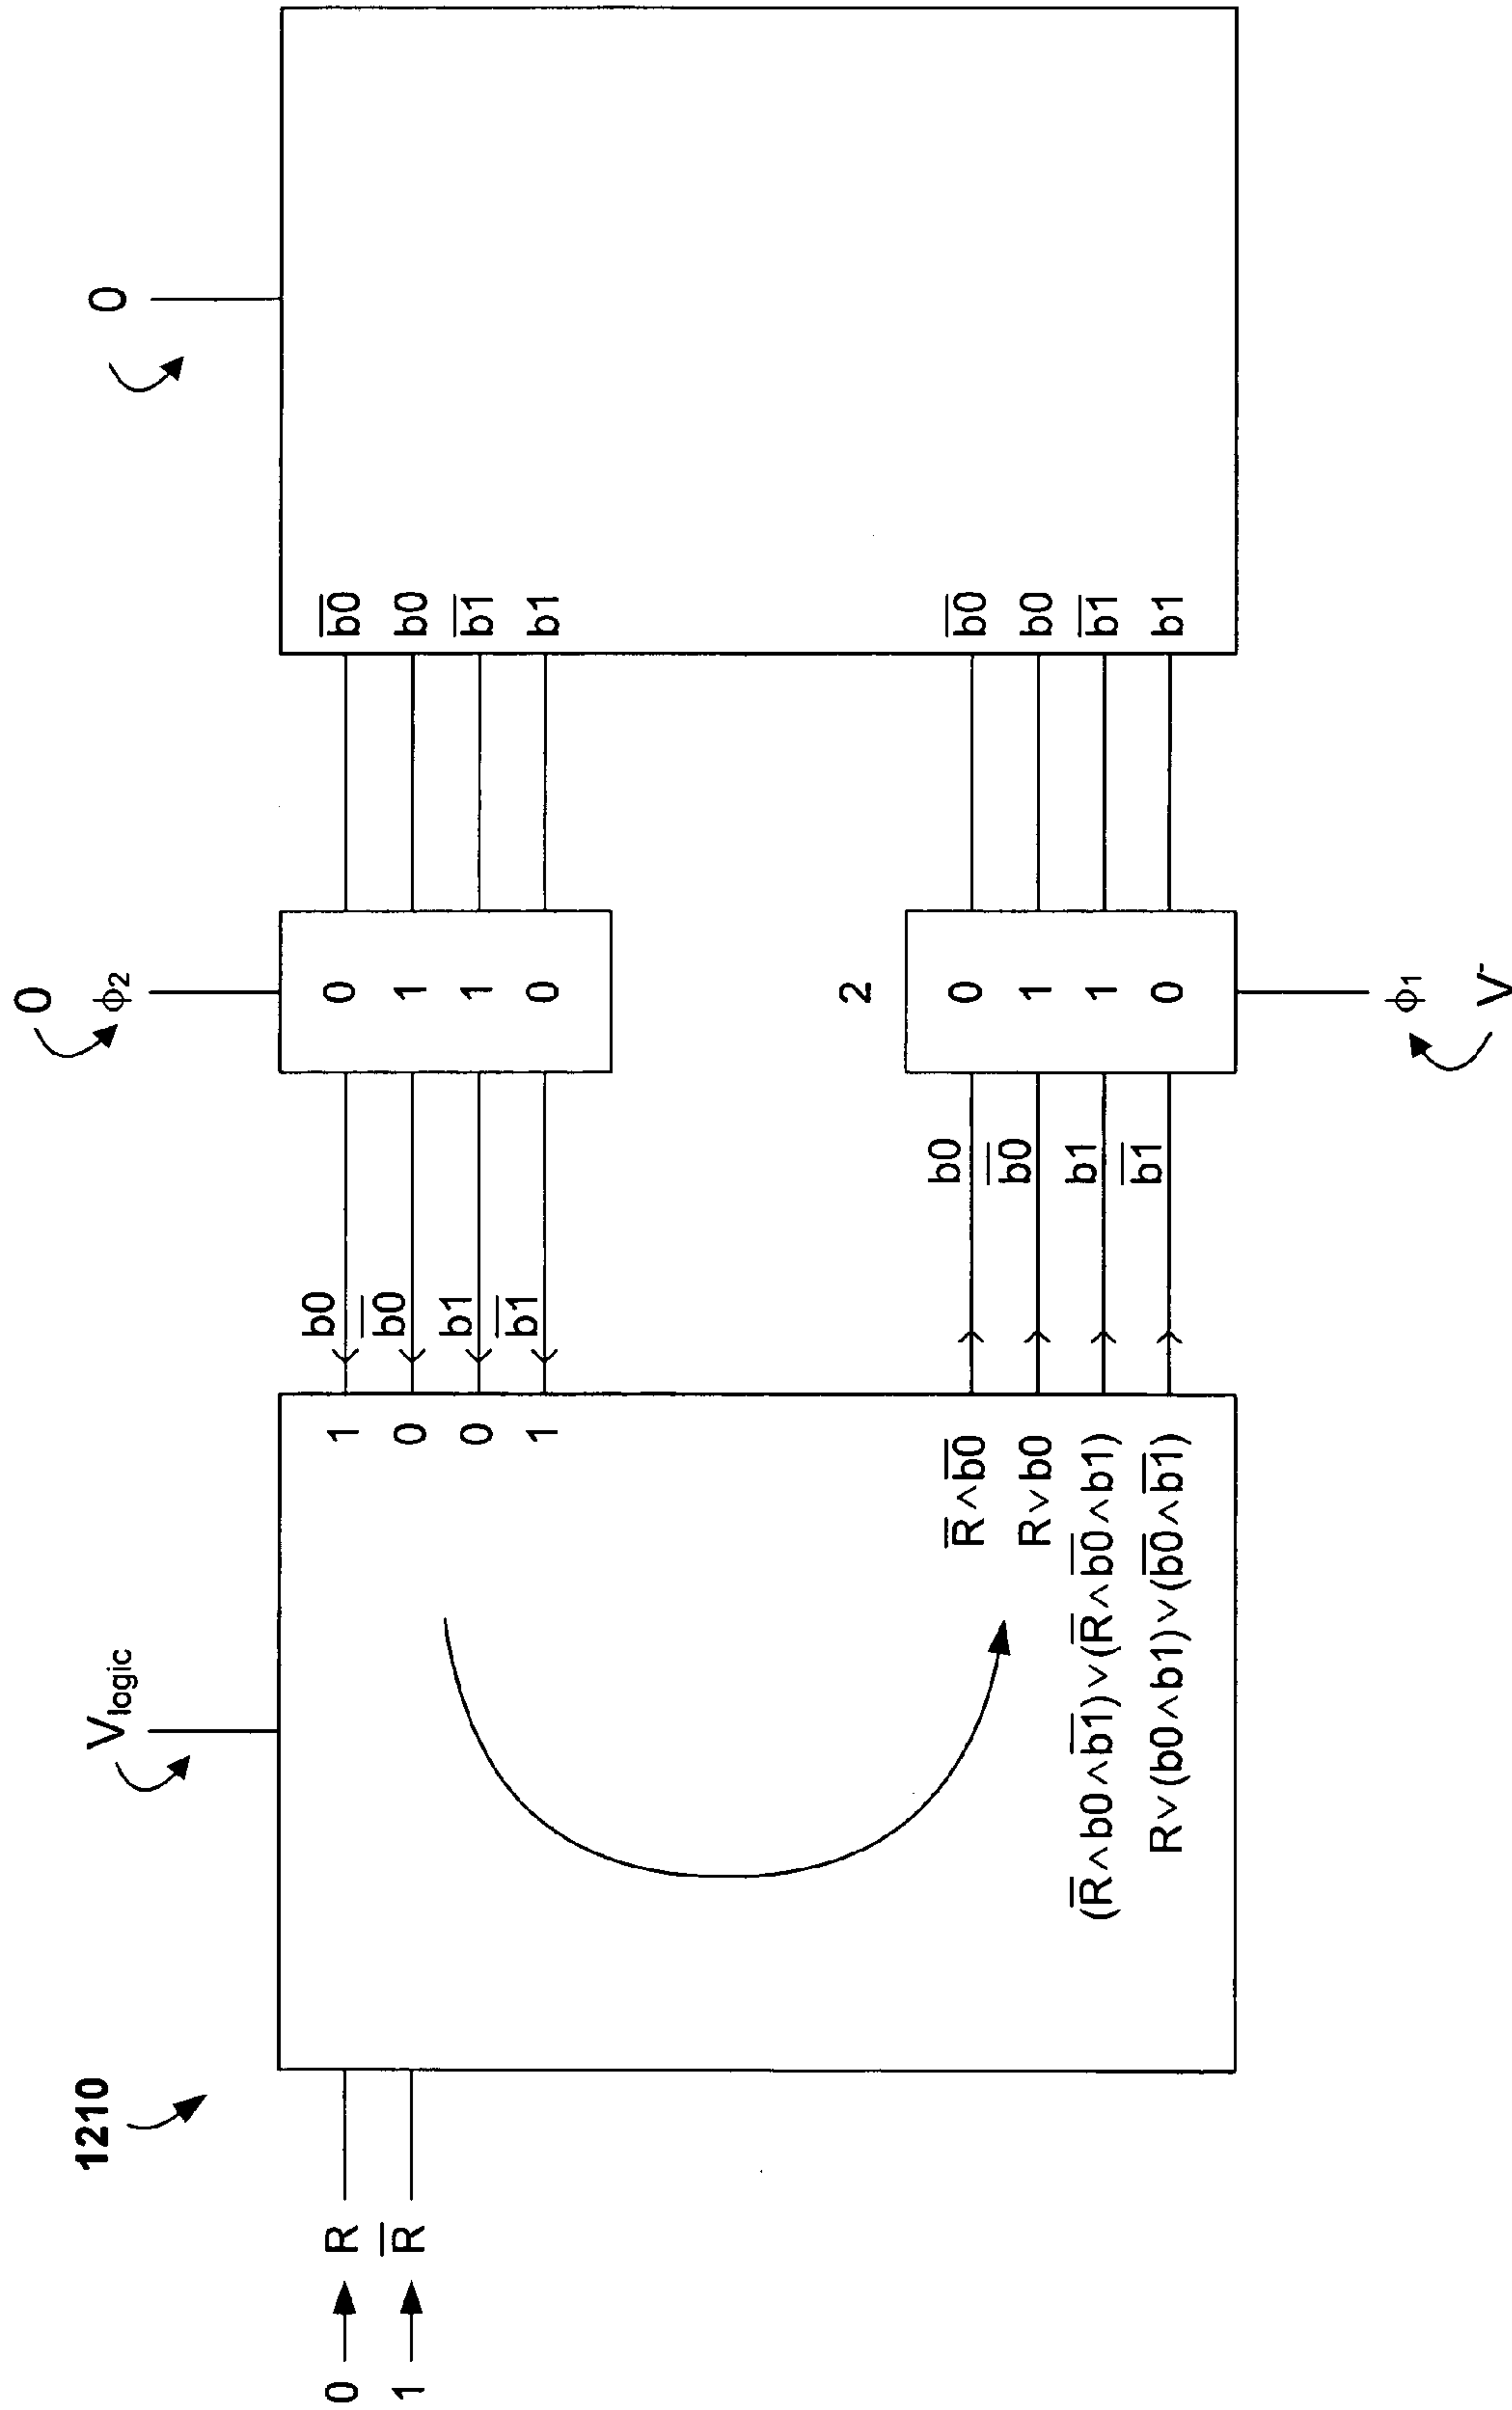 1210
0 → R
1 → R̅
V_logic
0
ϕ₂
0
b0
b̅0̅
b1
b̅1̅
1
0
0
1
0
1
1
0
b̅0̅
b0
b̅1̅
b1
R̅∧b̅0̅
R∨b0
(R̅∧b0∧b̅1̅)∨(R̅∧b̅0̅∧b1)
R∨(b0∧b1)∨(b̅0̅∧b̅1̅)
b0
b̅0̅
b1
b̅1̅
2
0
1
1
0
b̅0̅
b0
b̅1̅
b1
ϕ₁
V⁻